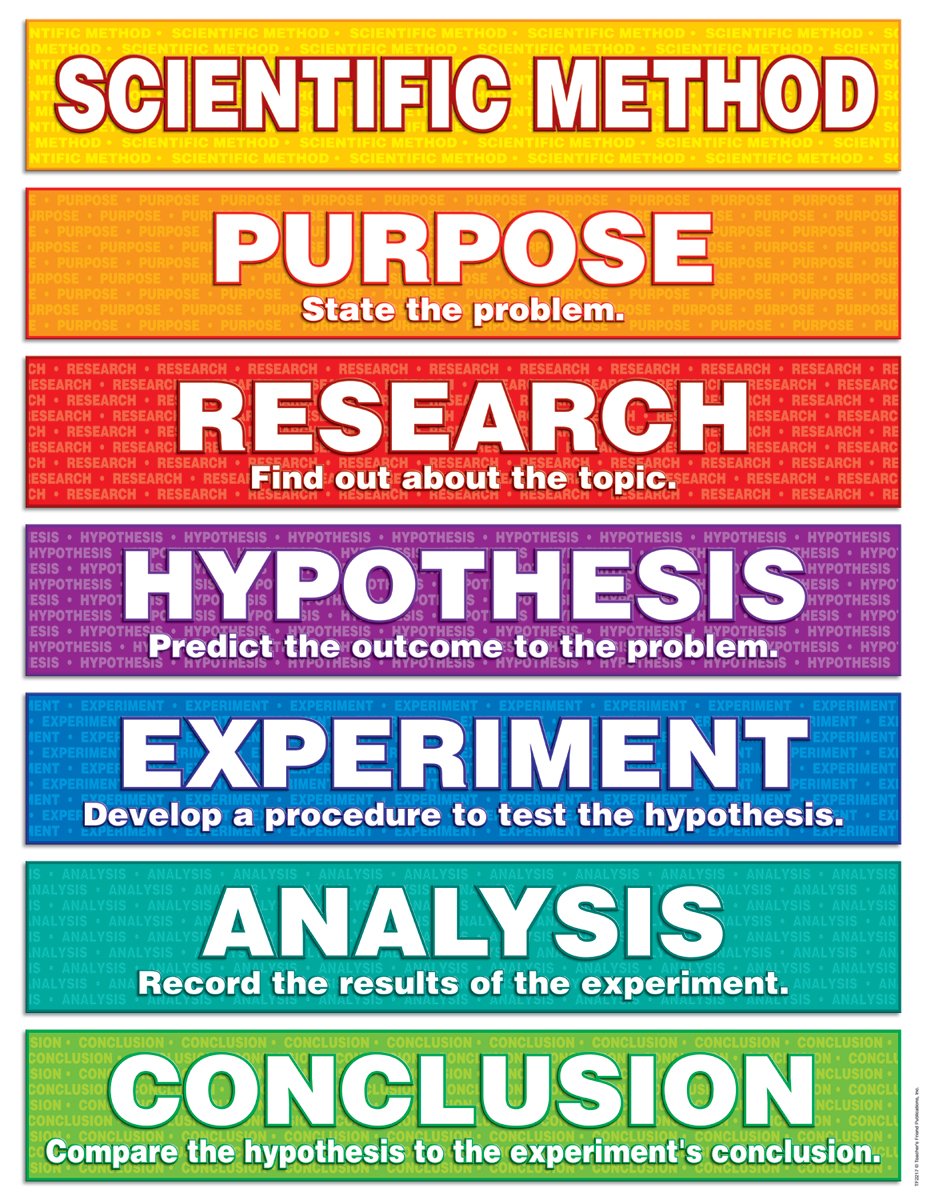 SCIENTIFIC METHOD
PURPOSE
State the problem.
RESEARCH
Find out about the topic.
HYPOTHESIS
Predict the outcome to the problem.
EXPERIMENT
Develop a procedure to test the hypothesis.
ANALYSIS
Record the results of the experiment.
CONCLUSION
Compare the hypothesis to the experiment's conclusion.
TF2217 © Teacher's Friend Publications, Inc.